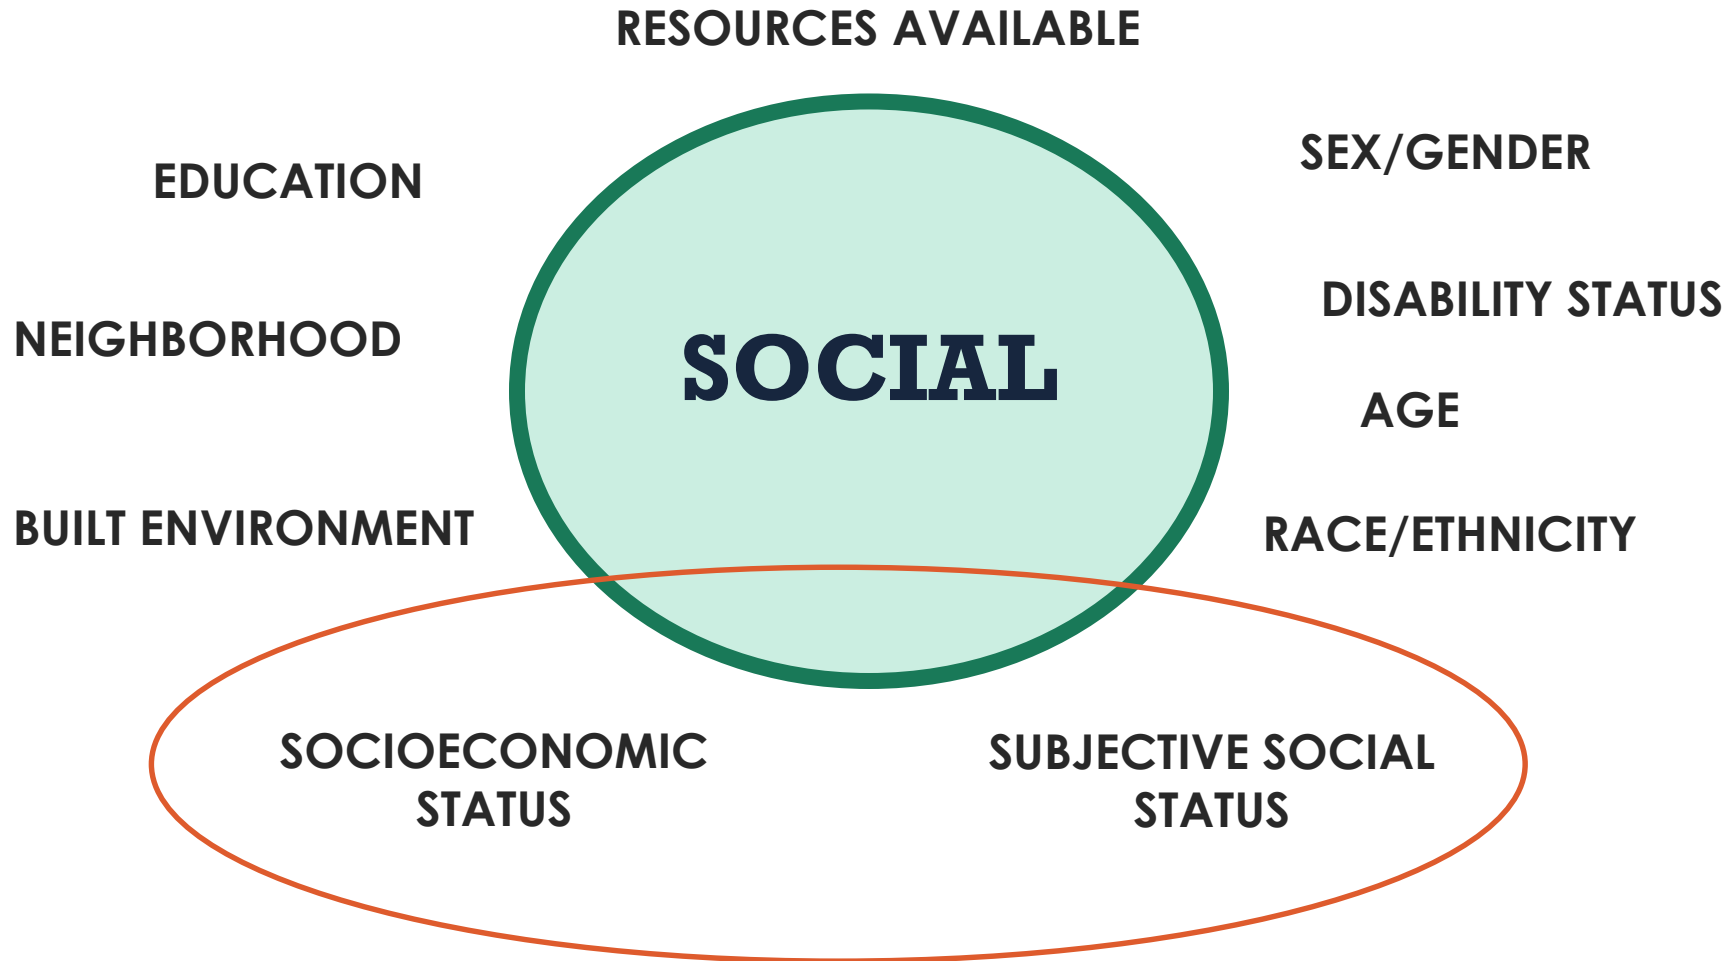 RESOURCES AVAILABLE
EDUCATION
SEX/GENDER
NEIGHBORHOOD
SOCIAL
DISABILITY STATUS
AGE
BUILT ENVIRONMENT
RACE/ETHNICITY
SOCIOECONOMIC
STATUS
SUBJECTIVE SOCIAL
STATUS